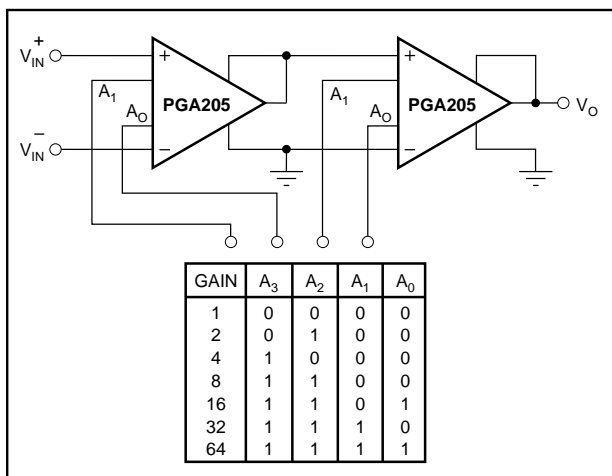 V+IN
A1
AO
PGA205
V–IN
+
–
A1
AO
PGA205
+
–
VO
GAIN A3 A2 A1 A0
1 0 0 0 0
2 0 1 0 0
4 1 0 0 0
8 1 1 0 0
16 1 1 0 1
32 1 1 1 0
64 1 1 1 1